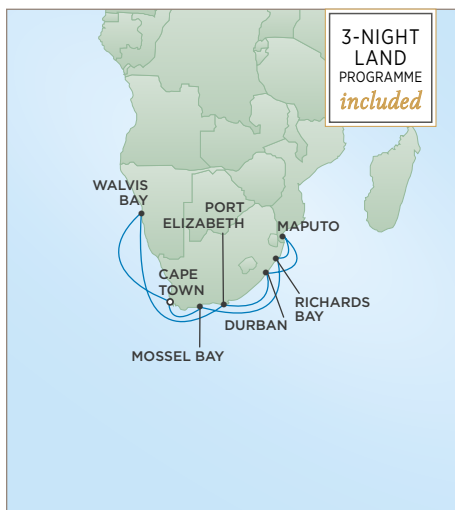 3-NIGHT
LAND
PROGRAMME
included
WALVIS
BAY
PORT
ELIZABETH
MAPUTO
CAPE
TOWN
RICHARDS
BAY
DURBAN
MOSSEL BAY